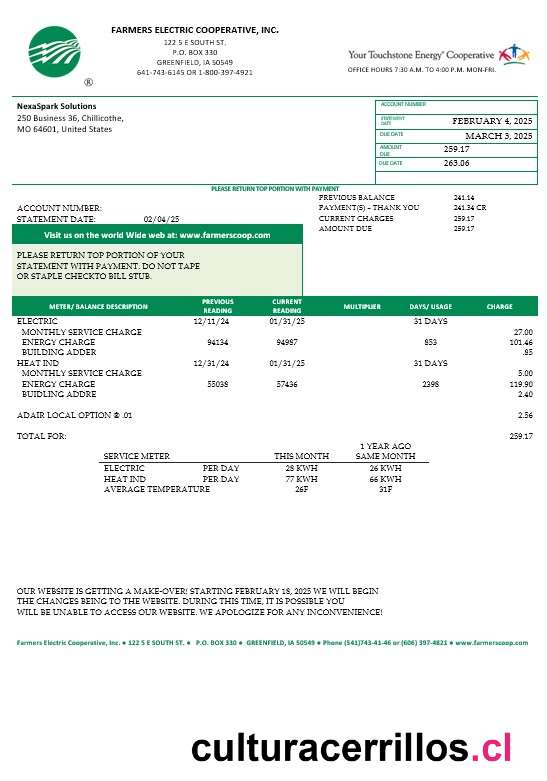 FARMERS ELECTRIC COOPERATIVE, INC.
122 5 E SOUTH ST.
P.O. BOX 330
GREENFIELD, IA 50549
641-743-6145 OR 1-800-397-4921
®
Your Touchstone Energy® Cooperative
OFFICE HOURS 7:30 A.M. TO 4:00 P.M. MON-FRI.
NexaSpark Solutions
250 Business 36, Chillicothe,
MO 64601, United States
ACCOUNT NUMBER
STATEMENT DATE FEBRUARY 4, 2025
DUE DATE MARCH 3, 2025
AMOUNT DUE 259.17
DUE DATE 263.06
PLEASE RETURN TOP PORTION WITH PAYMENT
PREVIOUS BALANCE 241.14
ACCOUNT NUMBER: PAYMENT(S) – THANK YOU 241.34 CR
STATEMENT DATE: 02/04/25 CURRENT CHARGES 259.17
AMOUNT DUE 259.17
Visit us on the world Wide web at: www.farmerscoop.com
PLEASE RETURN TOP PORTION OF YOUR
STATEMENT WITH PAYMENT. DO NOT TAPE
OR STAPLE CHECKTO BILL STUB.
METER/ BALANCE DESCRIPTION PREVIOUS READING CURRENT READING MULTIPLIER DAYS/ USAGE CHARGE
ELECTRIC 12/11/24 01/31/25 31 DAYS
MONTHLY SERVICE CHARGE 27.00
ENERGY CHARGE 94134 94987 853 101.46
BUILDING ADDER .85
HEAT IND 12/31/24 01/31/25 31 DAYS
MONTHLY SERVICE CHARGE 5.00
ENERGY CHARGE 55038 57436 2398 119.90
BUIDLING ADDRE 2.40
ADAIR LOCAL OPTION @ .01 2.56
TOTAL FOR: 259.17
1 YEAR AGO
SERVICE METER THIS MONTH SAME MONTH
ELECTRIC PER DAY 28 KWH 26 KWH
HEAT IND PER DAY 77 KWH 66 KWH
AVERAGE TEMPERATURE 26F 31F
OUR WEBSITE IS GETTING A MAKE-OVER! STARTING FEBRUARY 18, 2025 WE WILL BEGIN
THE CHANGES BEING TO THE WEBSITE. DURING THIS TIME, IT IS POSSIBLE YOU
WILL BE UNABLE TO ACCESS OUR WEBSITE. WE APOLOGIZE FOR ANY INCONVENIENCE!
Farmers Electric Cooperative, Inc. ● 122 5 E SOUTH ST. ● P.O. BOX 330 ● GREENFIELD, IA 50549 ● Phone (541)743-41-46 or (606) 397-4821 ● www.farmerscoop.com
culturacerrillos.cl